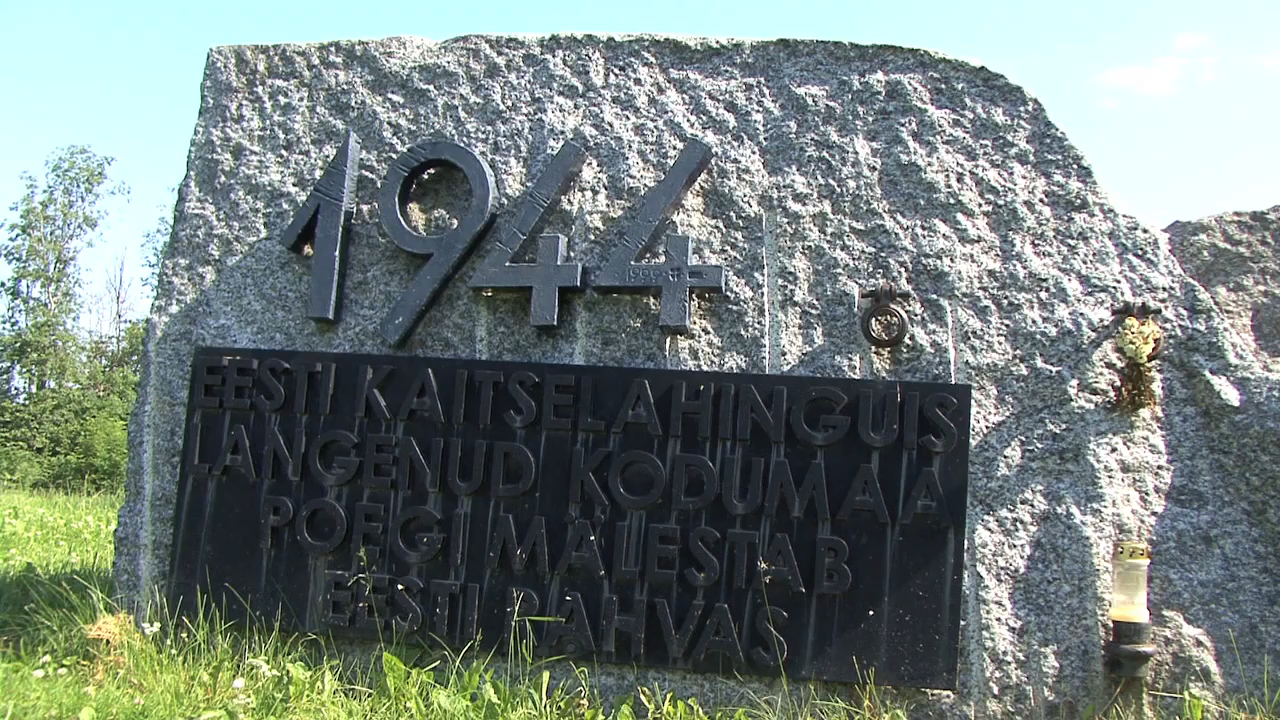 1944
EESTI KAITSELAHINGUIS
LANGENUD KODUMAA
POEGI MÄLESTAB
EESTI RAHVAS